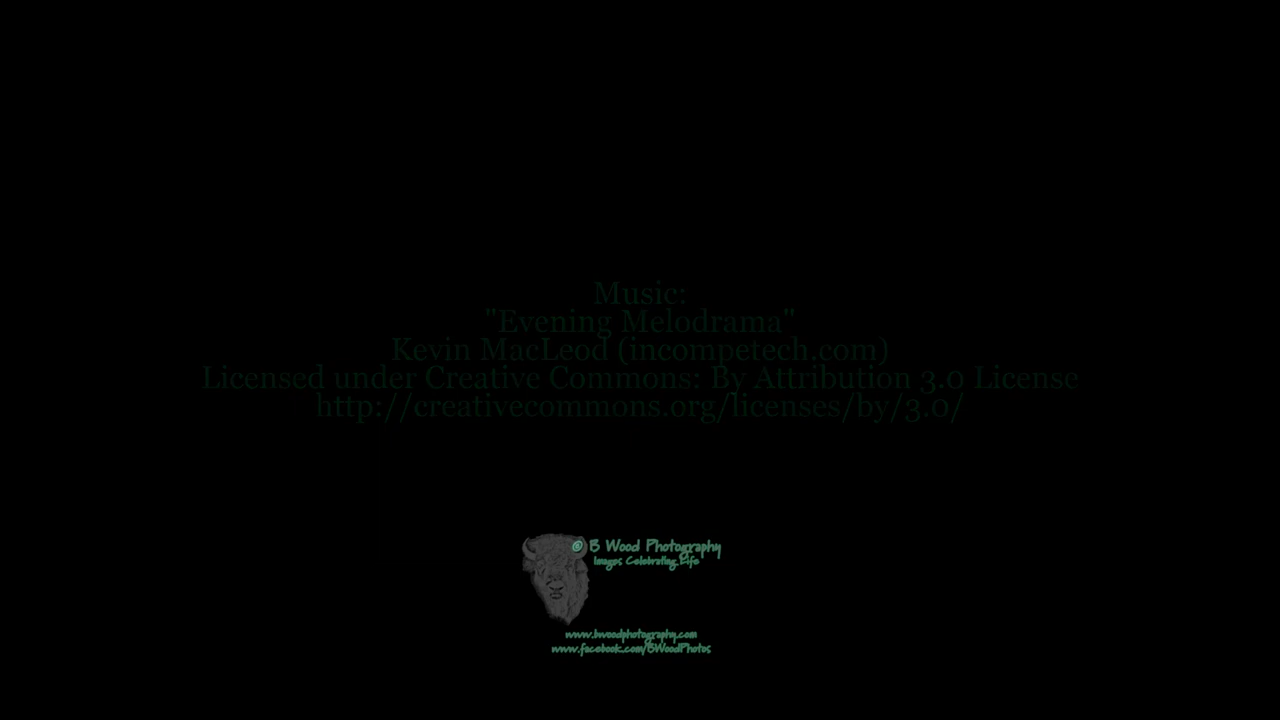 Music:
"Evening Melodrama"
Kevin MacLeod (incompetech.com)
Licensed under Creative Commons: By Attribution 3.0 License
http://creativecommons.org/licenses/by/3.0/
© B Wood Photography
Images Celebrating Life
www.bwoodphotography.com
www.facebook.com/BWoodPhotos